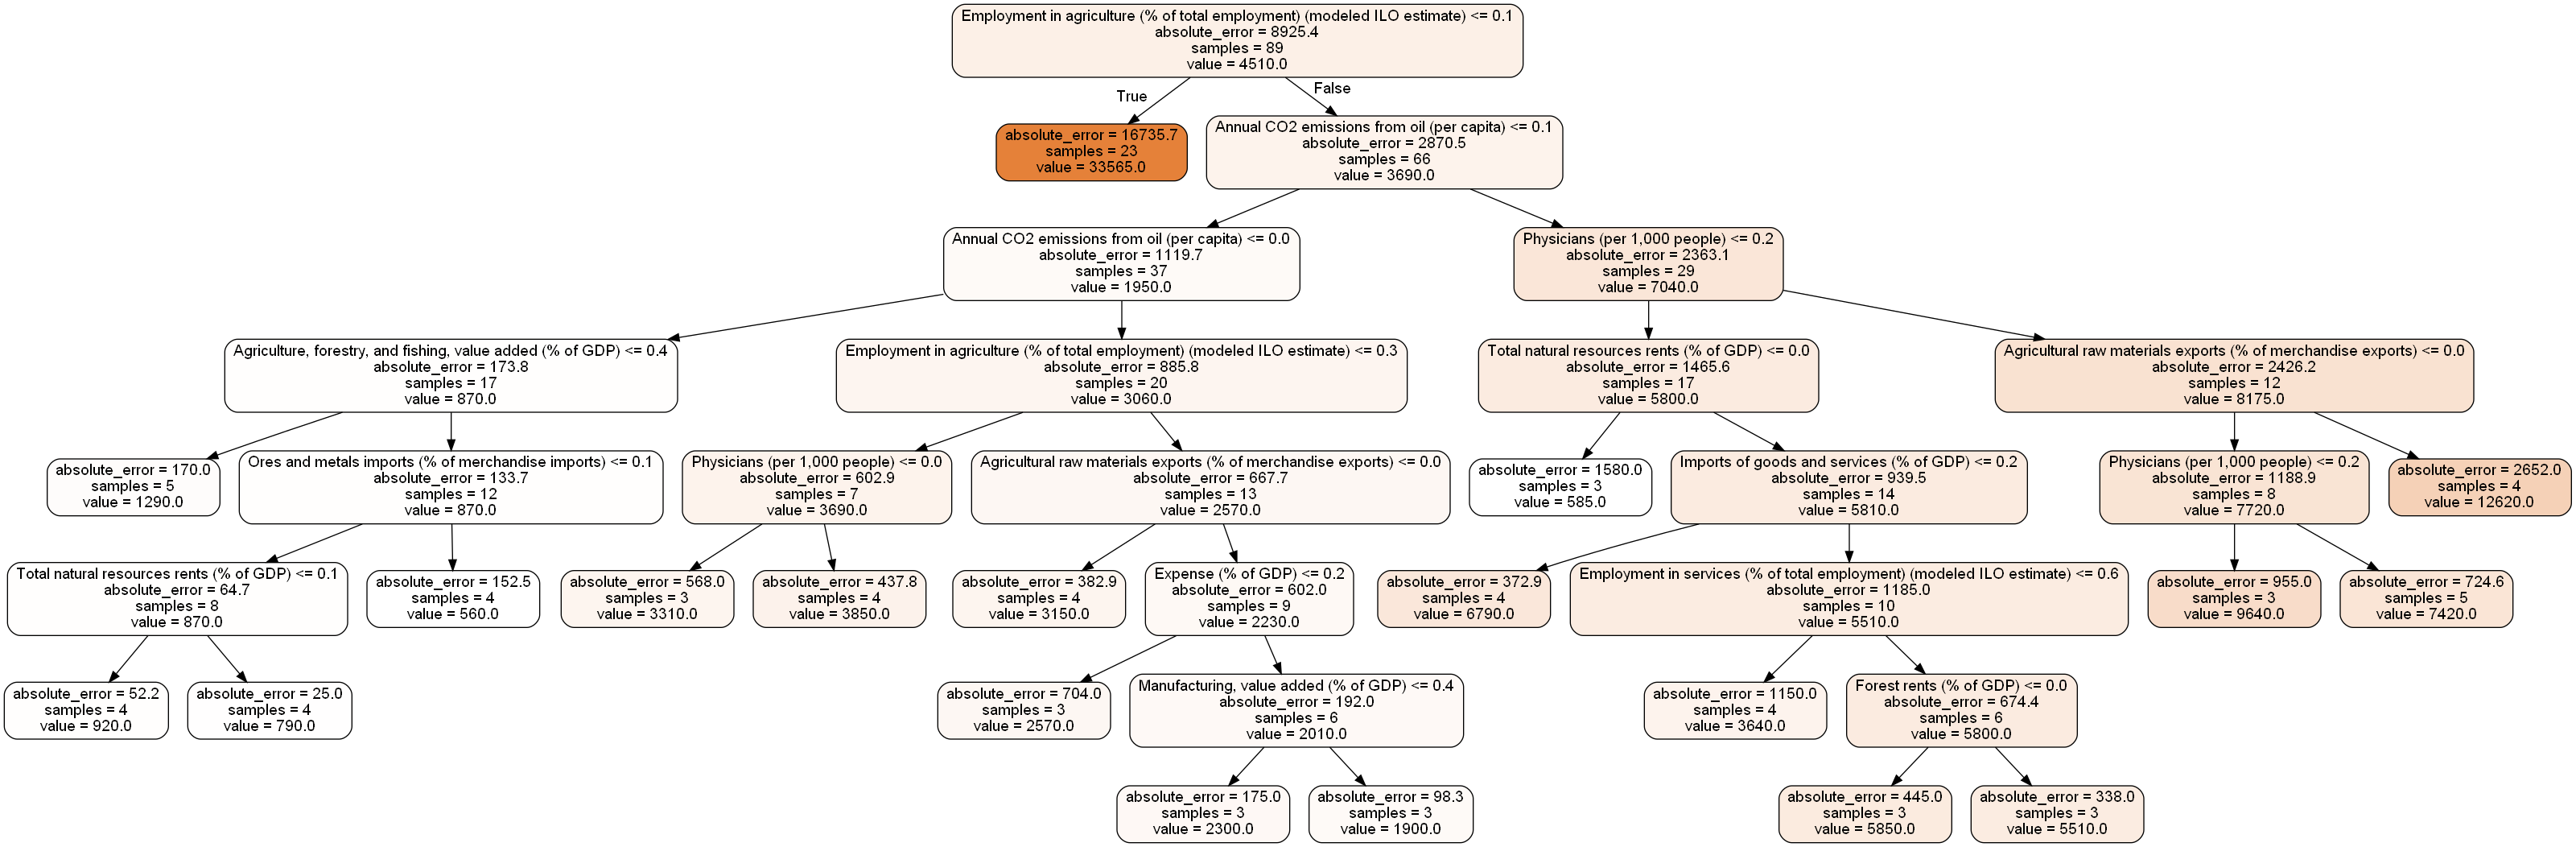 Employment in agriculture (% of total employment) (modeled ILO estimate) <= 0.1
absolute_error = 8925.4
samples = 89
value = 4510.0
True
False
absolute_error = 16735.7
samples = 23
value = 33565.0
Annual CO2 emissions from oil (per capita) <= 0.1
absolute_error = 2870.5
samples = 66
value = 3690.0
Annual CO2 emissions from oil (per capita) <= 0.0
absolute_error = 1119.7
samples = 37
value = 1950.0
Physicians (per 1,000 people) <= 0.2
absolute_error = 2363.1
samples = 29
value = 7040.0
Agriculture, forestry, and fishing, value added (% of GDP) <= 0.4
absolute_error = 173.8
samples = 17
value = 870.0
Employment in agriculture (% of total employment) (modeled ILO estimate) <= 0.3
absolute_error = 885.8
samples = 20
value = 3060.0
Total natural resources rents (% of GDP) <= 0.0
absolute_error = 1465.6
samples = 17
value = 5800.0
Agricultural raw materials exports (% of merchandise exports) <= 0.0
absolute_error = 2426.2
samples = 12
value = 8175.0
absolute_error = 170.0
samples = 5
value = 1290.0
Ores and metals imports (% of merchandise imports) <= 0.1
absolute_error = 133.7
samples = 12
value = 870.0
Physicians (per 1,000 people) <= 0.0
absolute_error = 602.9
samples = 7
value = 3690.0
Agricultural raw materials exports (% of merchandise exports) <= 0.0
absolute_error = 667.7
samples = 13
value = 2570.0
absolute_error = 1580.0
samples = 3
value = 585.0
Imports of goods and services (% of GDP) <= 0.2
absolute_error = 939.5
samples = 14
value = 5810.0
Physicians (per 1,000 people) <= 0.2
absolute_error = 1188.9
samples = 8
value = 7720.0
absolute_error = 2652.0
samples = 4
value = 12620.0
Total natural resources rents (% of GDP) <= 0.1
absolute_error = 64.7
samples = 8
value = 870.0
absolute_error = 152.5
samples = 4
value = 560.0
absolute_error = 568.0
samples = 3
value = 3310.0
absolute_error = 437.8
samples = 4
value = 3850.0
absolute_error = 382.9
samples = 4
value = 3150.0
Expense (% of GDP) <= 0.2
absolute_error = 602.0
samples = 9
value = 2230.0
absolute_error = 372.9
samples = 4
value = 6790.0
Employment in services (% of total employment) (modeled ILO estimate) <= 0.6
absolute_error = 1185.0
samples = 10
value = 5510.0
absolute_error = 955.0
samples = 3
value = 9640.0
absolute_error = 724.6
samples = 5
value = 7420.0
absolute_error = 52.2
samples = 4
value = 920.0
absolute_error = 25.0
samples = 4
value = 790.0
absolute_error = 704.0
samples = 3
value = 2570.0
Manufacturing, value added (% of GDP) <= 0.4
absolute_error = 192.0
samples = 6
value = 2010.0
absolute_error = 1150.0
samples = 4
value = 3640.0
Forest rents (% of GDP) <= 0.0
absolute_error = 674.4
samples = 6
value = 5800.0
absolute_error = 175.0
samples = 3
value = 2300.0
absolute_error = 98.3
samples = 3
value = 1900.0
absolute_error = 445.0
samples = 3
value = 5850.0
absolute_error = 338.0
samples = 3
value = 5510.0